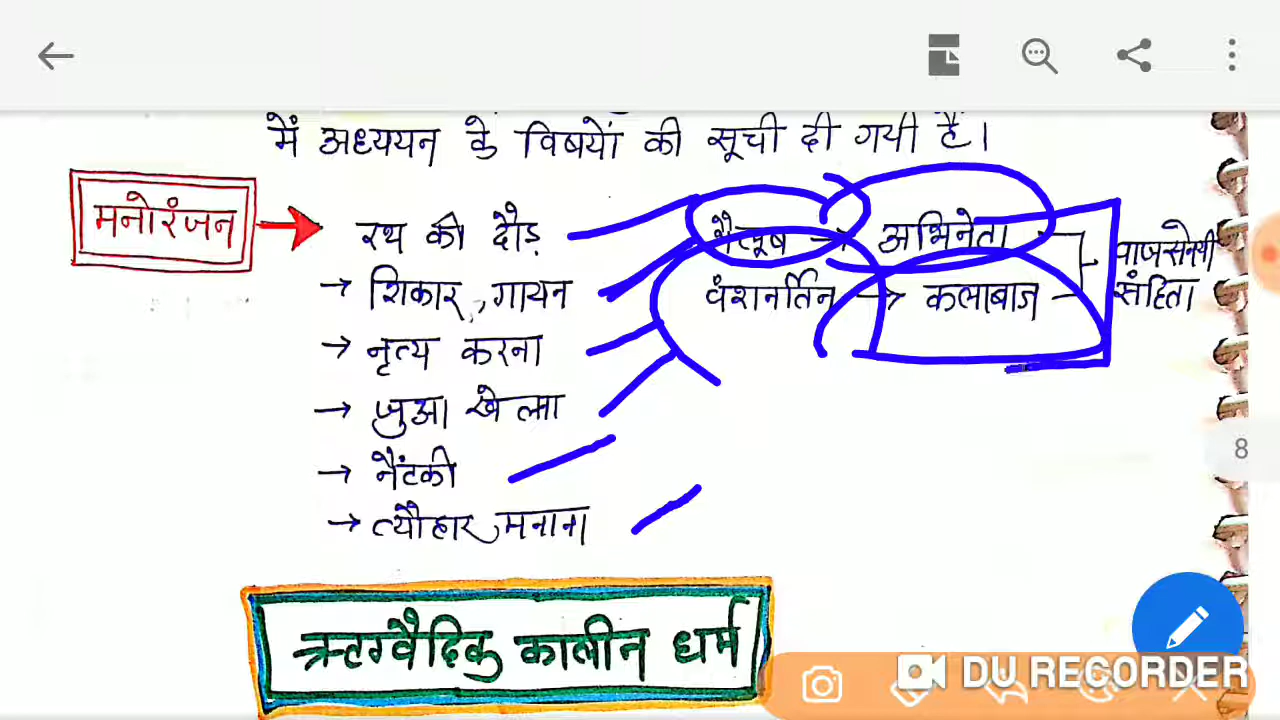 में अध्ययन के विषयों की सूची दी गयी है।
मनोरंजन → रथ की दौड़
शैलूष → अभिनेता
→ शिकार, गायन
वंशनर्तिन → कलाबाज
वाजसनेयी संहिता
→ नृत्य करना
→ जुआ खेलना
→ नौंटकी
→ त्यौहार मनाना
8
ऋग्वैदिक कालीन धर्म
DU RECORDER